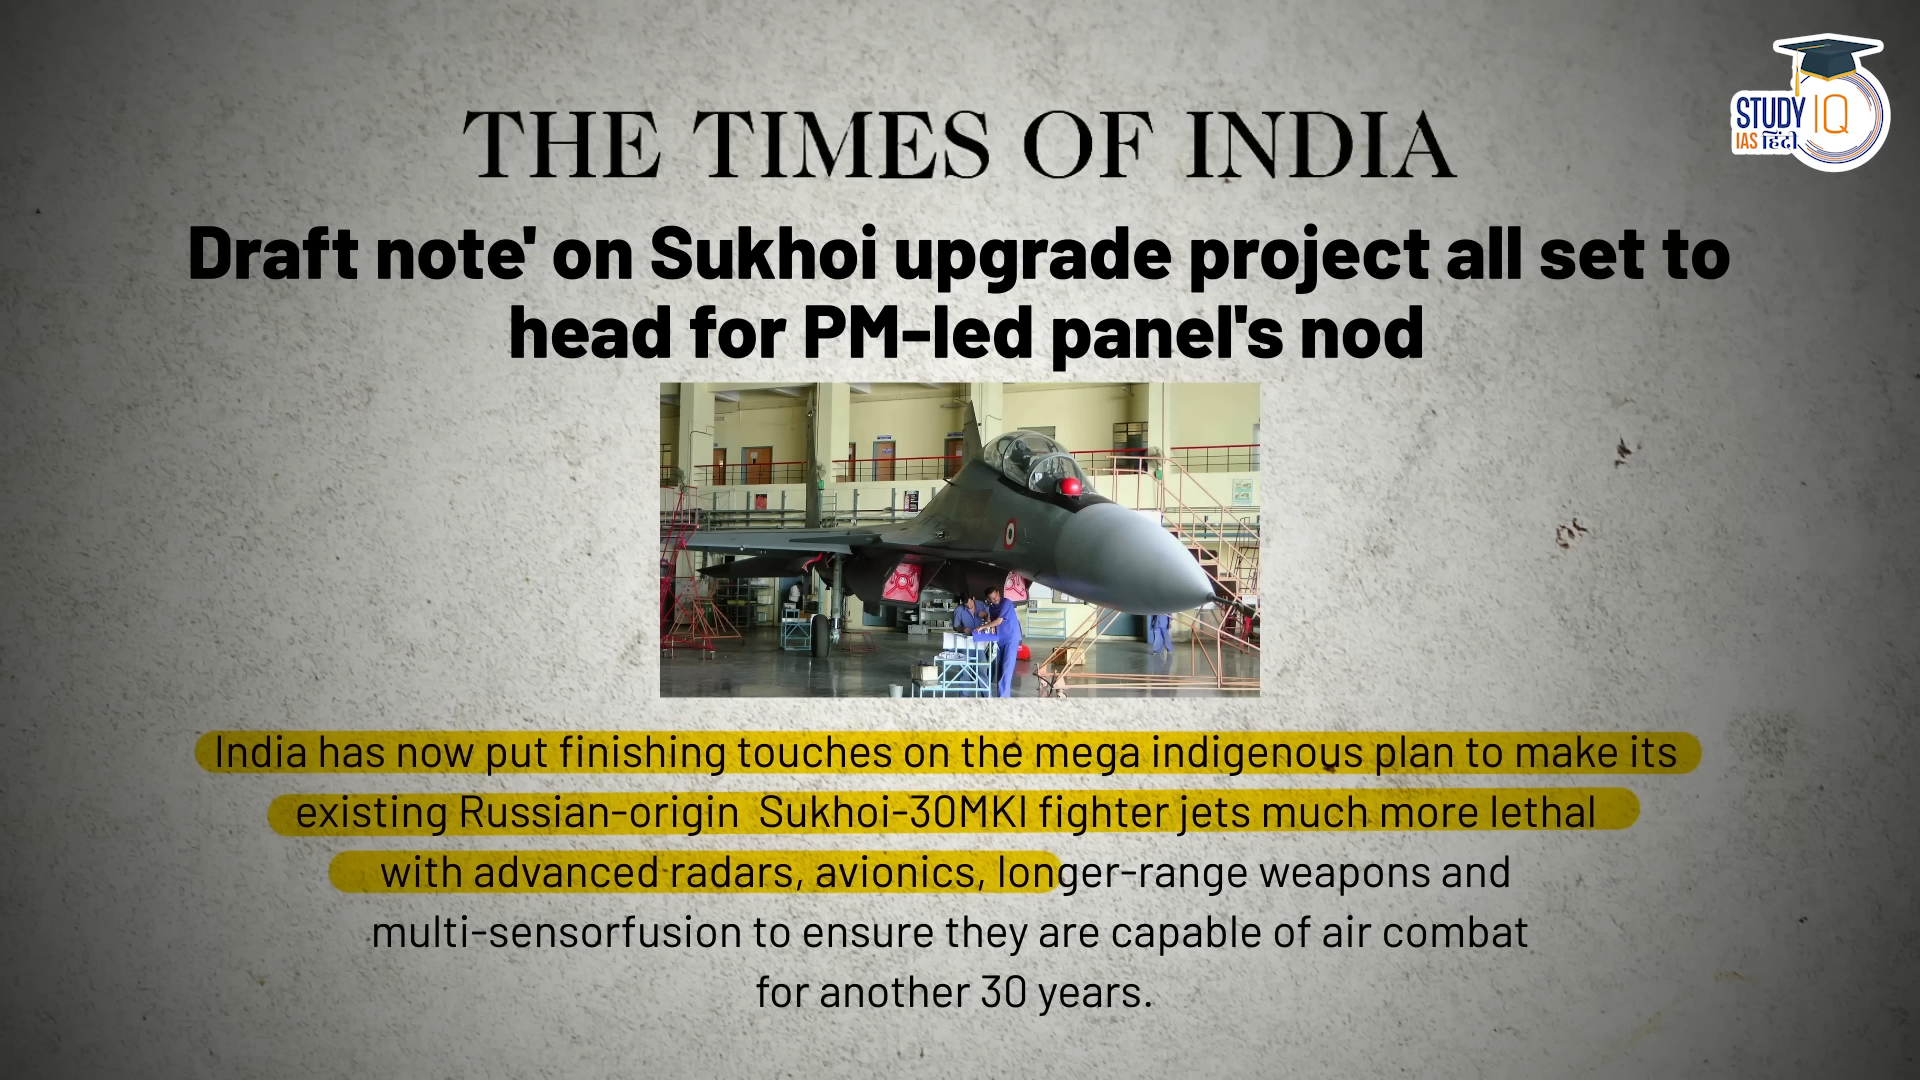 STUDY IQ
IAS हिंदी
THE TIMES OF INDIA
Draft note' on Sukhoi upgrade project all set to
head for PM-led panel's nod
India has now put finishing touches on the mega indigenous plan to make its
existing Russian-origin Sukhoi-30MKI fighter jets much more lethal
with advanced radars, avionics, longer-range weapons and
multi-sensorfusion to ensure they are capable of air combat
for another 30 years.